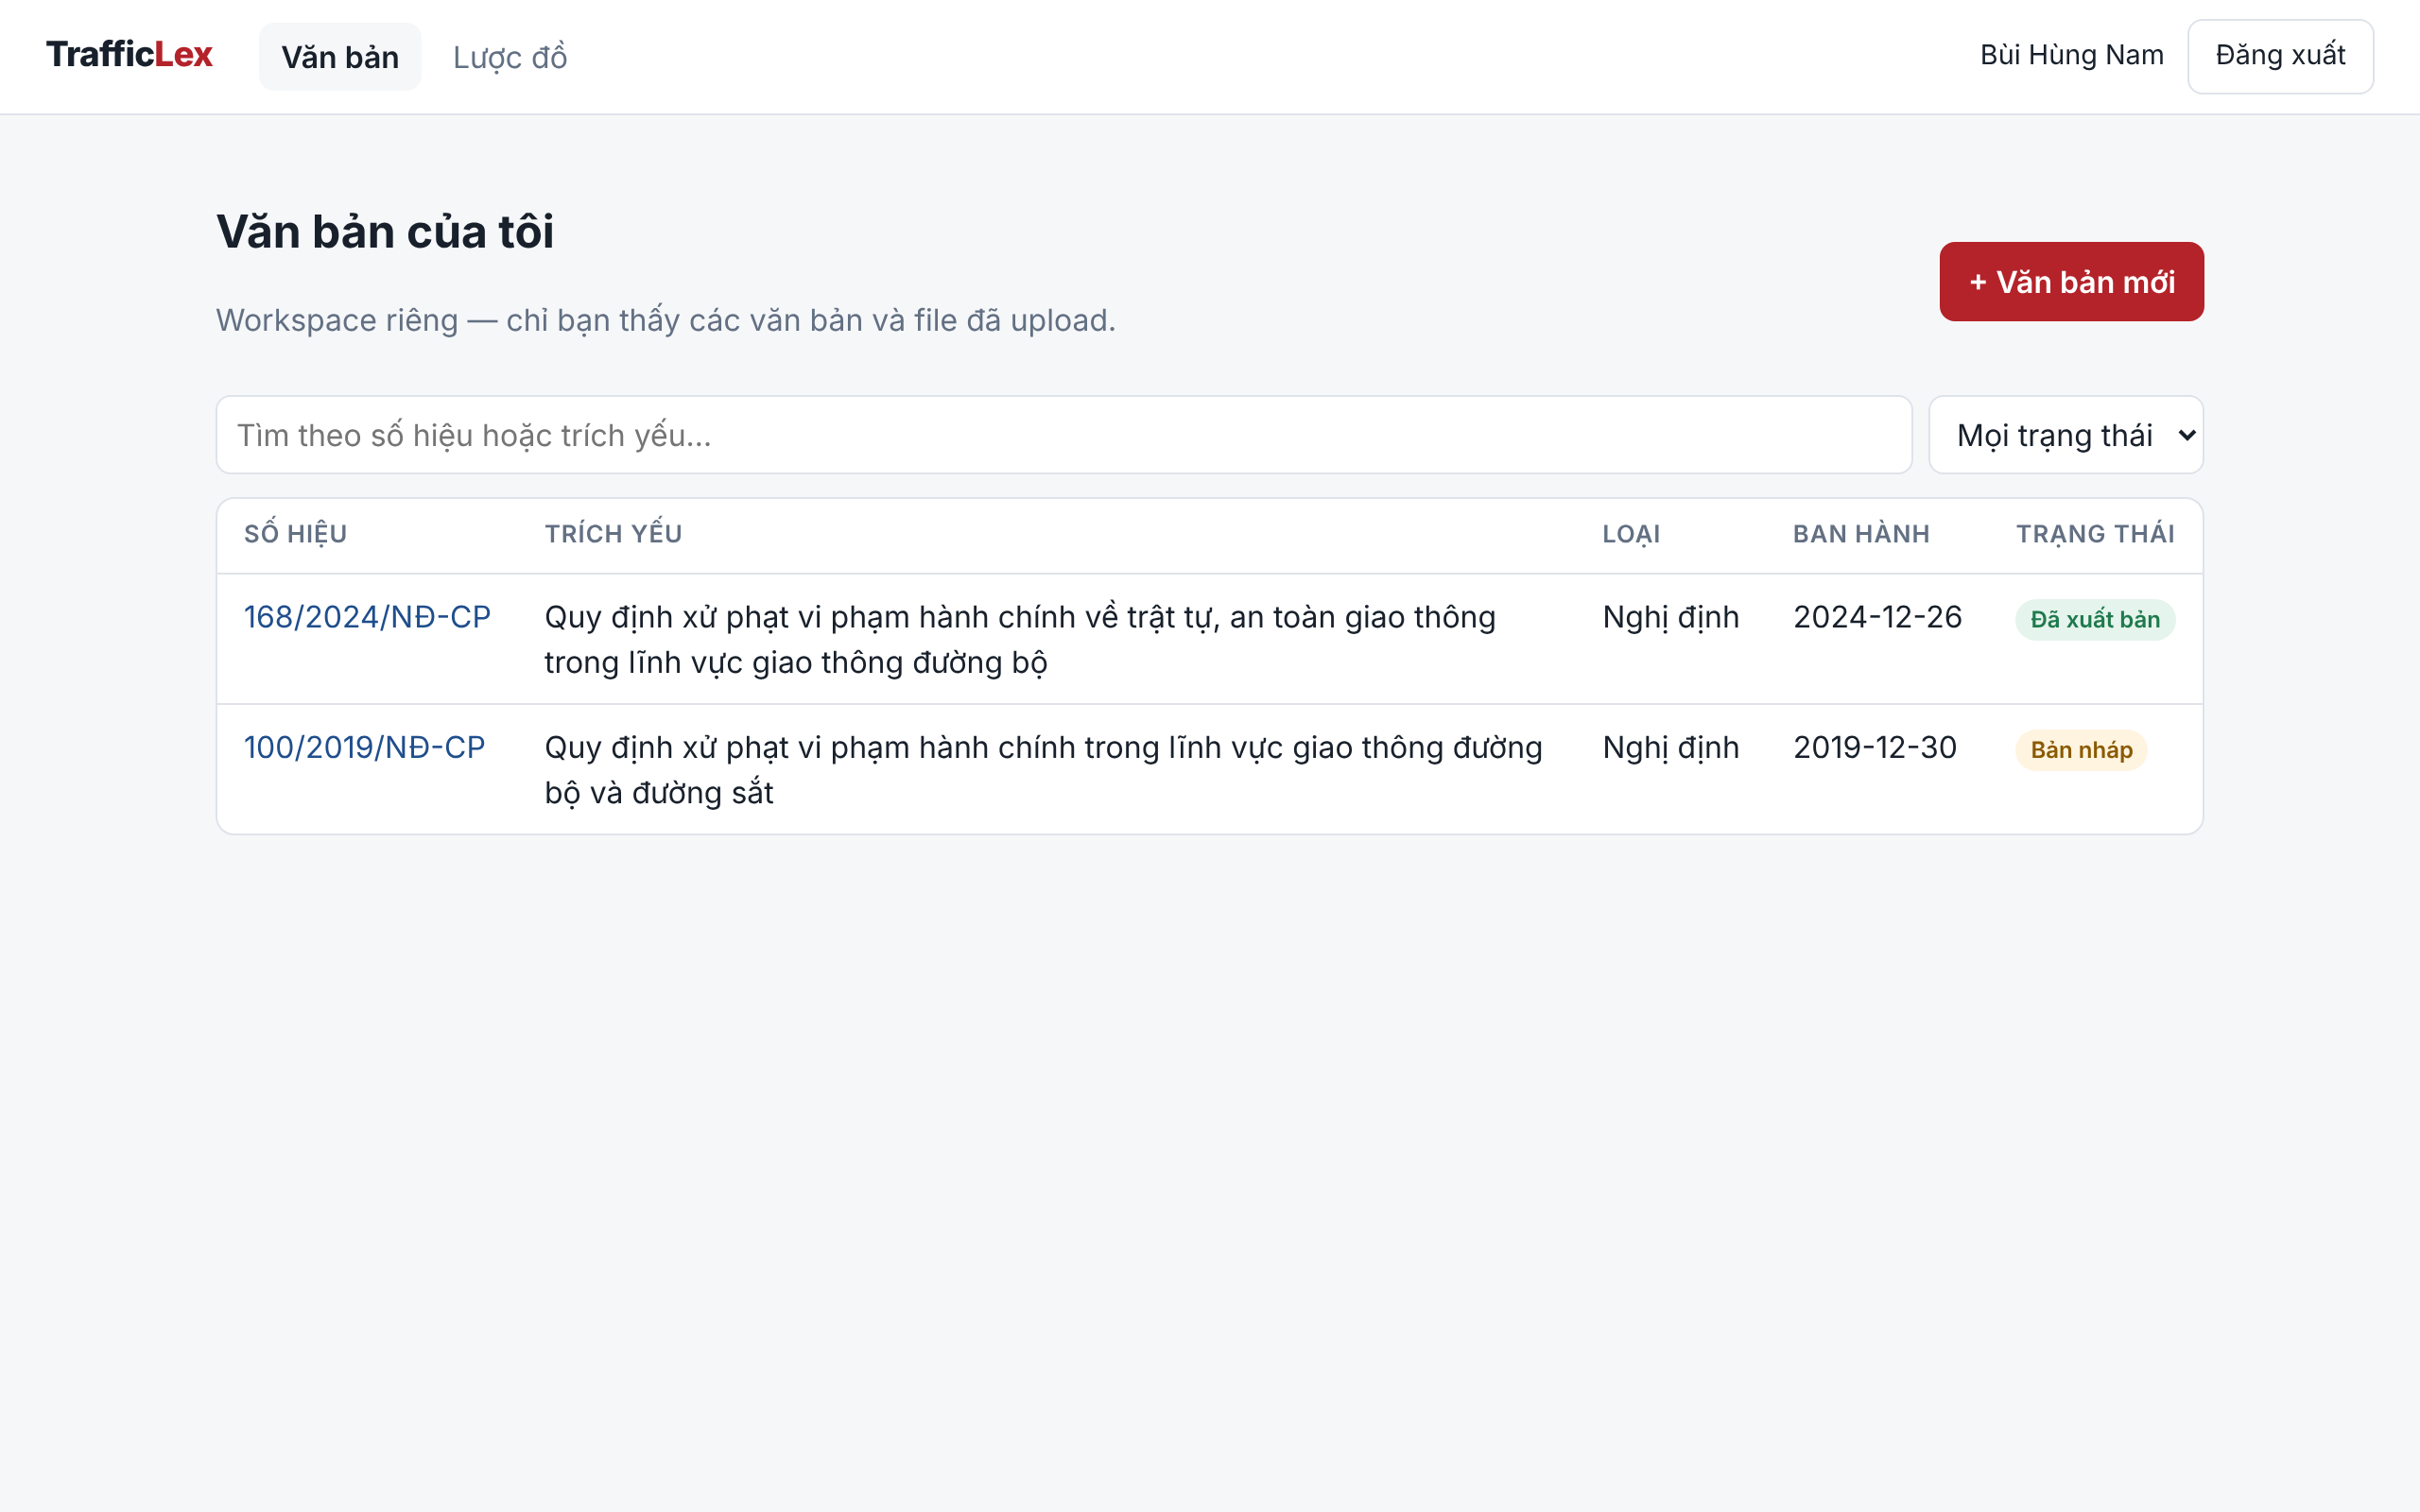 TrafficLex
Văn bản
Lược đồ
Bùi Hùng Nam
Đăng xuất
Văn bản của tôi
+ Văn bản mới
Workspace riêng — chỉ bạn thấy các văn bản và file đã upload.
Tìm theo số hiệu hoặc trích yếu...
Mọi trạng thái
SỐ HIỆU
TRÍCH YẾU
LOẠI
BAN HÀNH
TRẠNG THÁI
168/2024/NĐ-CP
Quy định xử phạt vi phạm hành chính về trật tự, an toàn giao thông
trong lĩnh vực giao thông đường bộ
Nghị định
2024-12-26
Đã xuất bản
100/2019/NĐ-CP
Quy định xử phạt vi phạm hành chính trong lĩnh vực giao thông đường
bộ và đường sắt
Nghị định
2019-12-30
Bản nháp